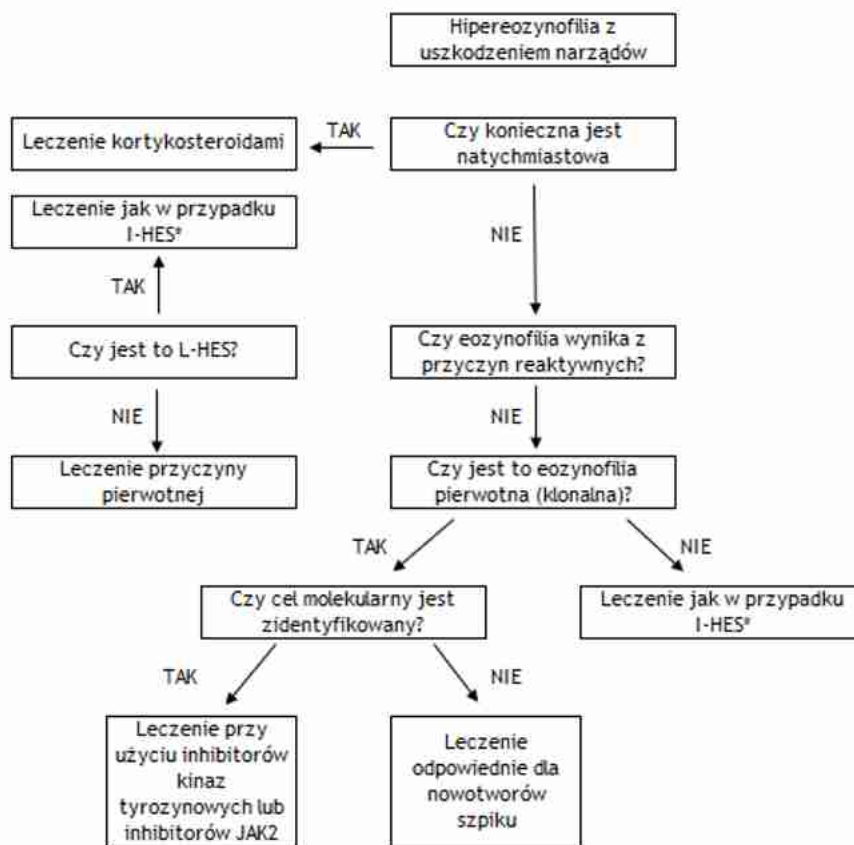 Hipereozynofilia z
uszkodzeniem narządów
TAK
Leczenie kortykosteroidami
Czy konieczna jest
natychmiastowa
Leczenie jak w przypadku
I-HES*
NIE
TAK
Czy jest to L-HES?
Czy eozynofilia wynika z
przyczyn reaktywnych?
NIE
NIE
Leczenie przyczyny
pierwotnej
Czy jest to eozynofilia
pierwotna (klonalna)?
TAK
NIE
Czy cel molekularny jest
zidentyfikowany?
Leczenie jak w przypadku
I-HES*
TAK
NIE
Leczenie przy
użyciu inhibitorów
kinaz
tyrozynowych lub
inhibitorów JAK2
Leczenie
odpowiednie dla
nowotworów
szpiku